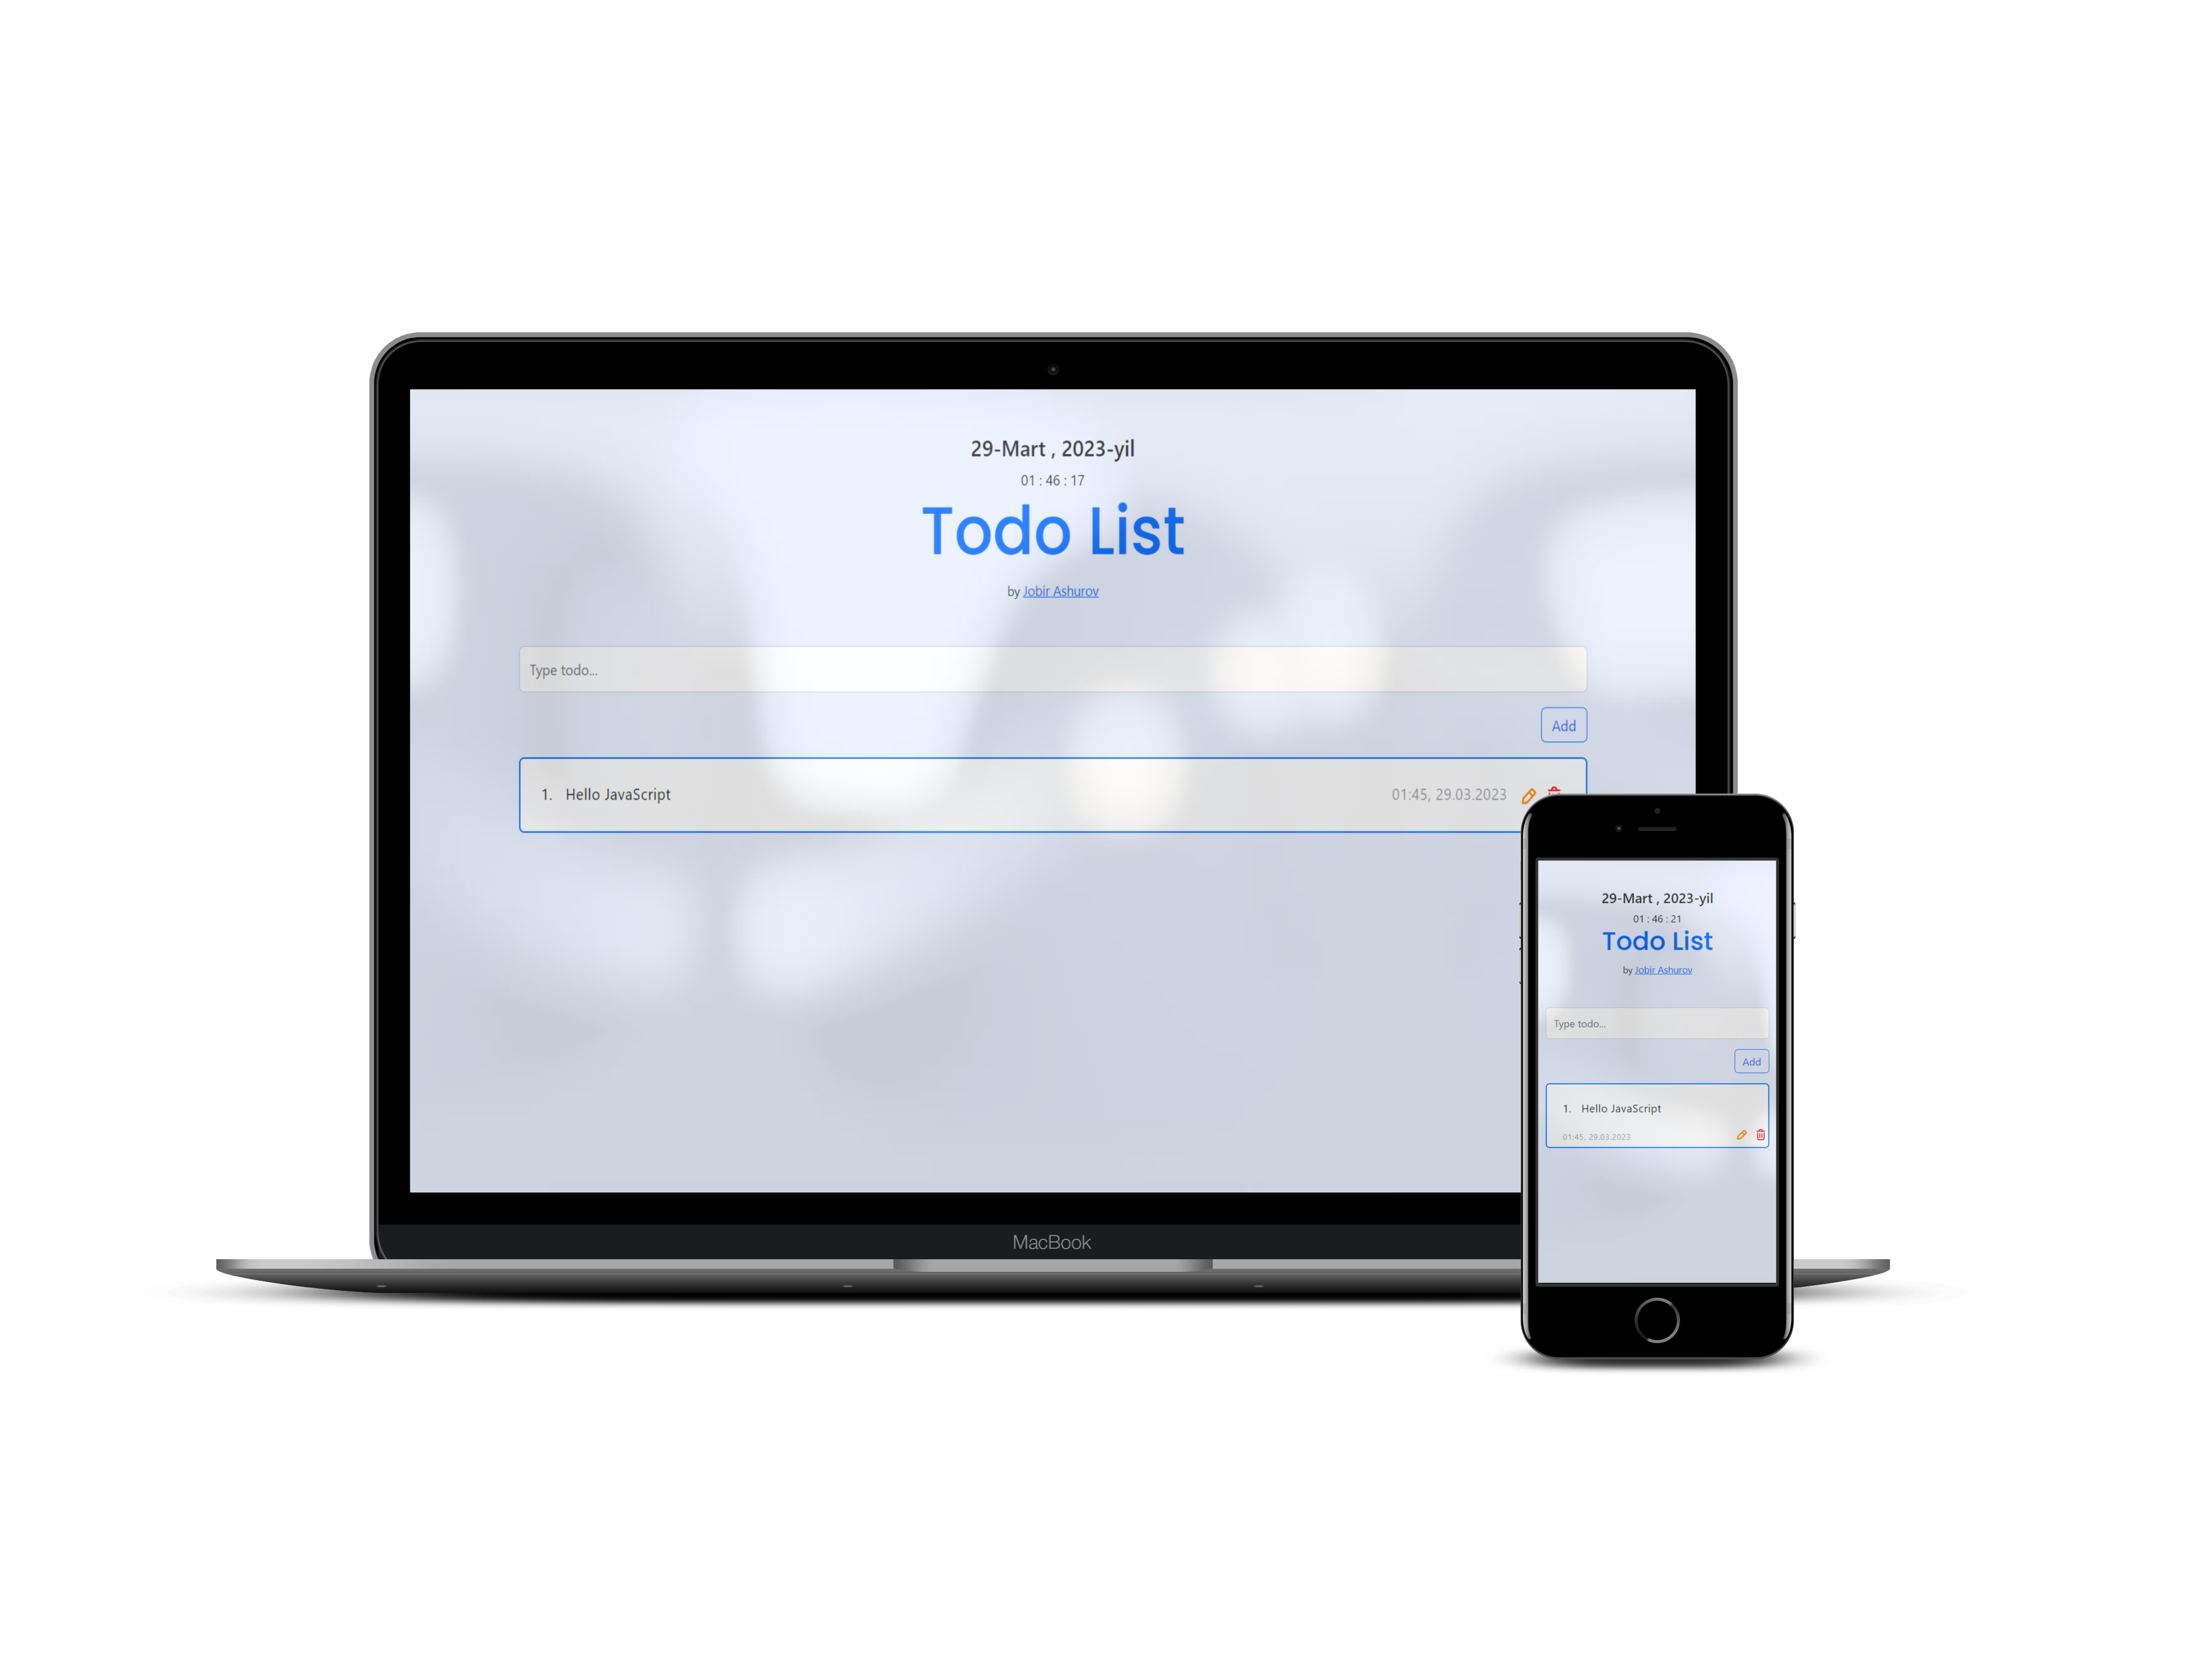 29-Mart , 2023-yil
01 : 46 : 17
Todo List
by Jobir Ashurov
Type todo...
Add
1. Hello JavaScript 01:45, 29.03.2023
MacBook
29-Mart , 2023-yil
01 : 46 : 21
Todo List
by Jobir Ashurov
Type todo...
Add
1. Hello JavaScript
01:45, 29.03.2023